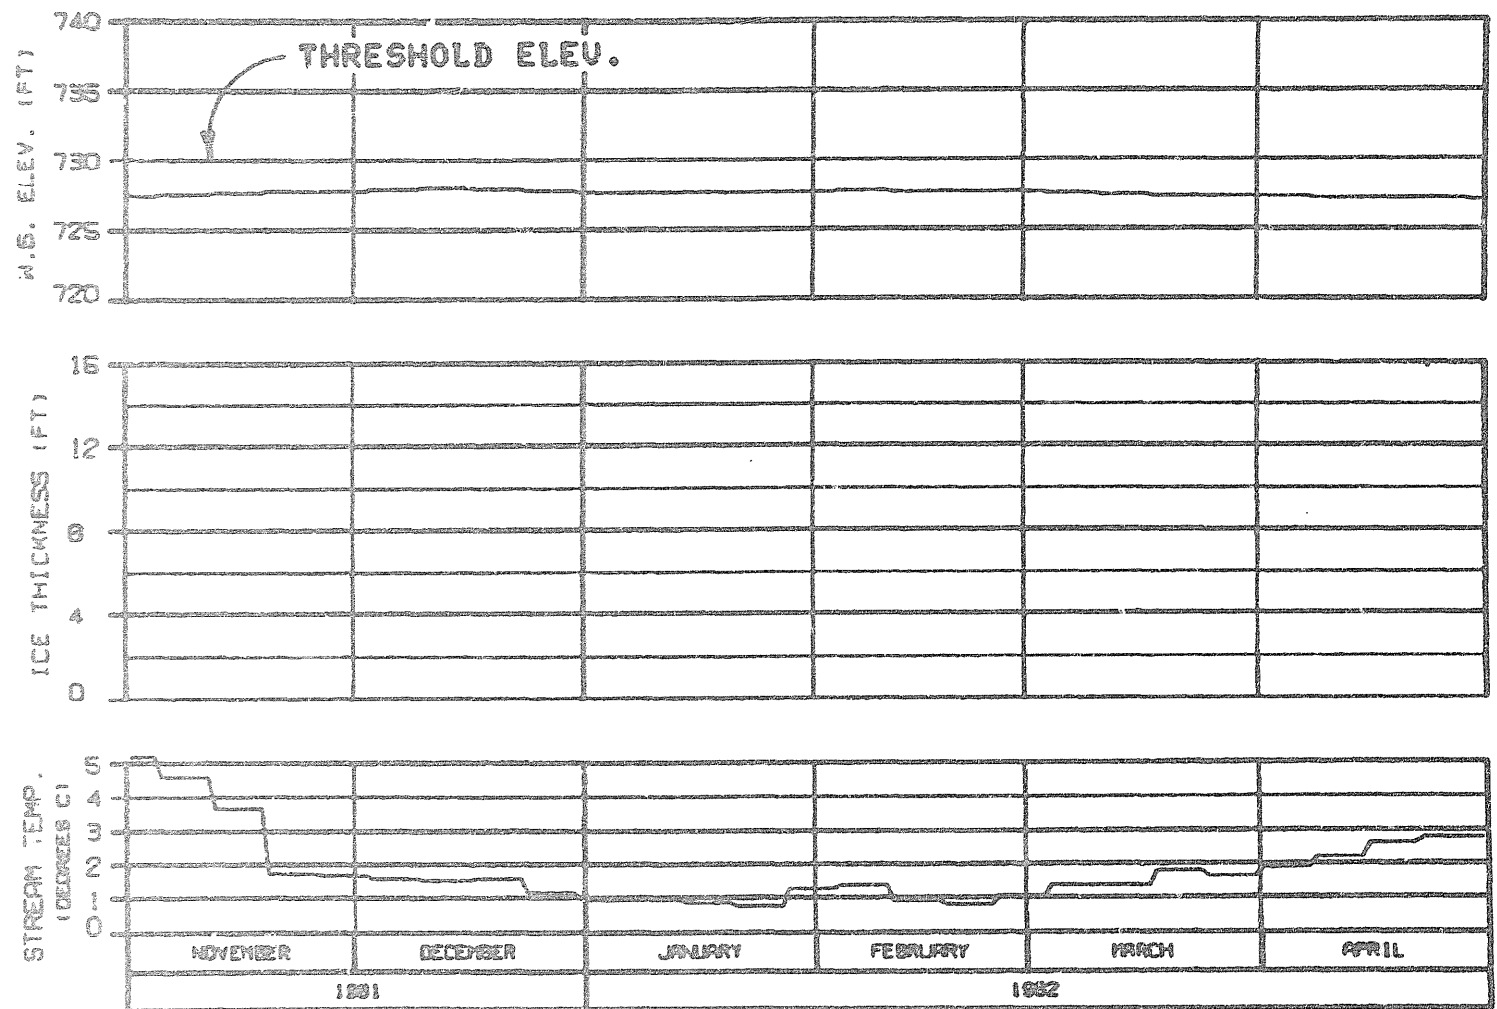 740
THRESHOLD ELEV.
735
730
725
720
W.S. ELEV. (FT)
16
12
8
4
0
ICE THICKNESS (FT)
5
4
3
2
1
0
STREAM TEMP.
(DEGREES C)
NOVEMBER DECEMBER JANUARY FEBRUARY MARCH APRIL
1981 1982